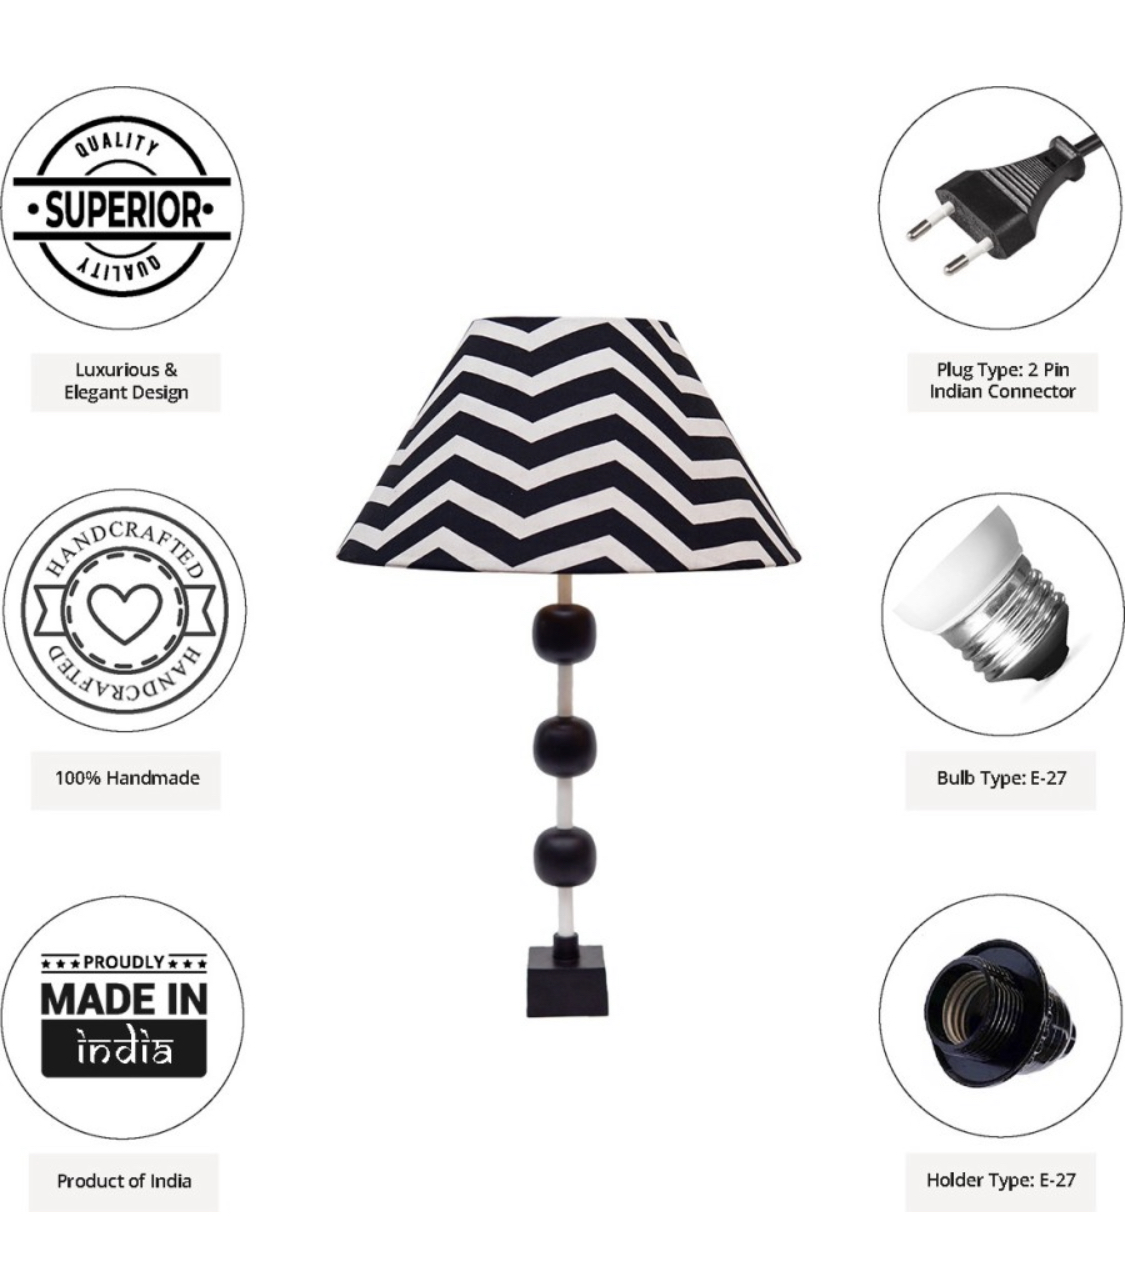 QUALITY
•SUPERIOR•
QUALITY
Luxurious &
Elegant Design
HANDCRAFTED
HANDCRAFTED
100% Handmade
PROUDLY
MADE IN
india
Product of India
Plug Type: 2 Pin
Indian Connector
Bulb Type: E-27
Holder Type: E-27